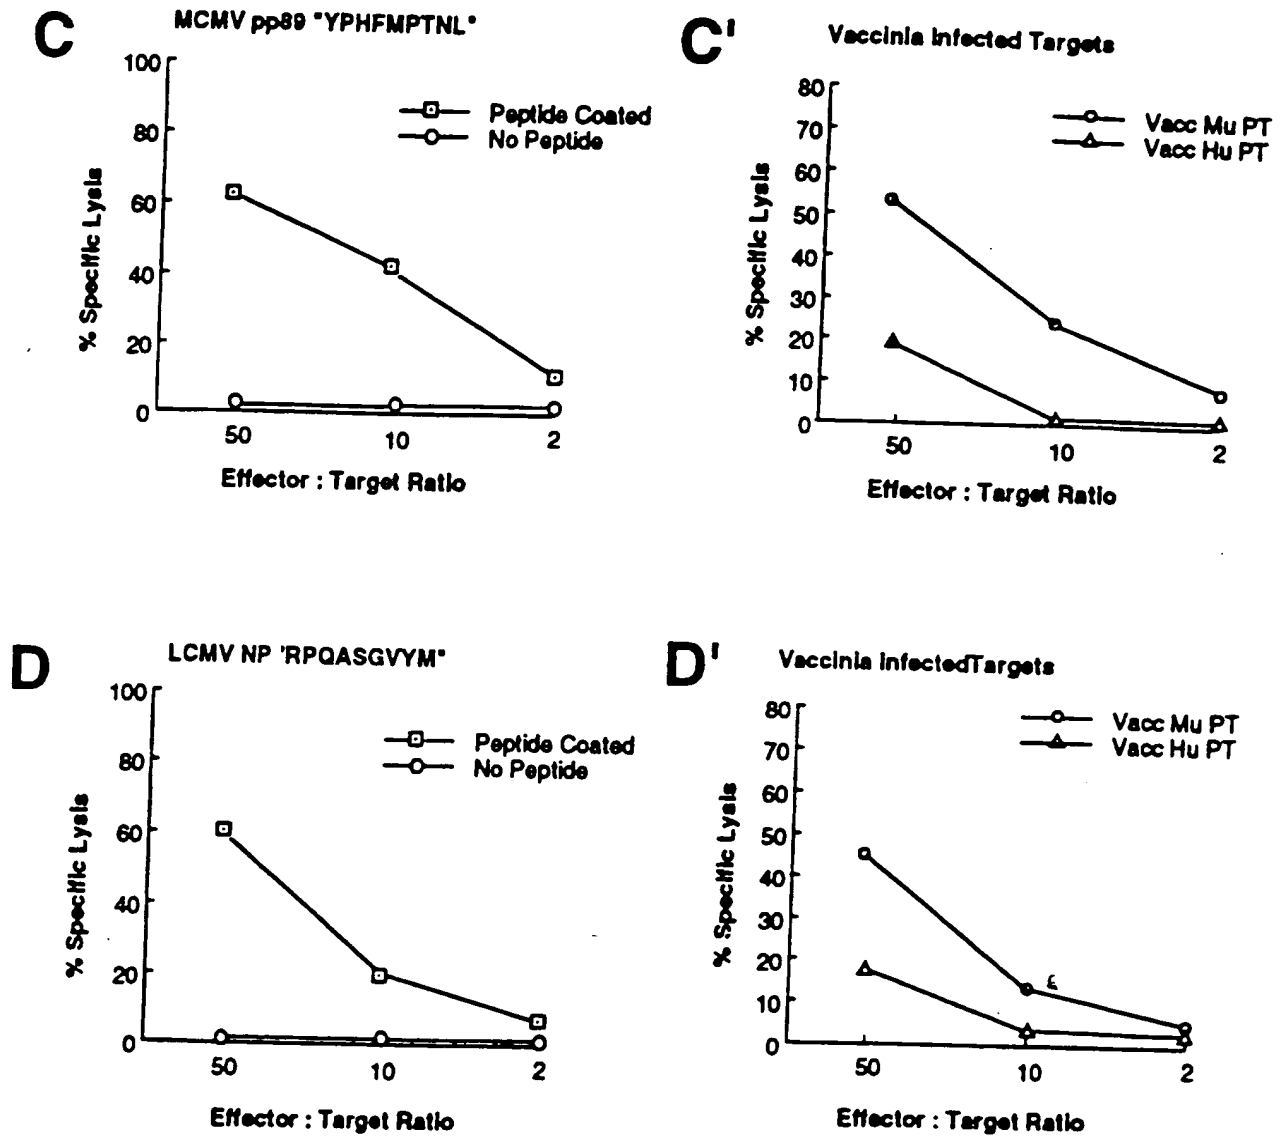 C
MCMV pp89 "YPHFMPTNL"
100
80
60
40
20
0
% Specific Lysis
Peptide Coated
No Peptide
50 10 2
Effector : Target Ratio
C'
Vaccinia Infected Targets
80
70
60
50
40
30
20
10
0
% Specific Lysis
Vacc Mu PT
Vacc Hu PT
50 10 2
Effector : Target Ratio
D
LCMV NP 'RPQASGVYM"
100
80
60
40
20
0
% Specific Lysis
Peptide Coated
No Peptide
50 10 2
Effector : Target Ratio
D'
Vaccinia infectedTargets
80
70
60
50
40
30
20
10
0
% Specific Lysis
Vacc Mu PT
Vacc Hu PT
50 10 2
Effector : Target Ratio